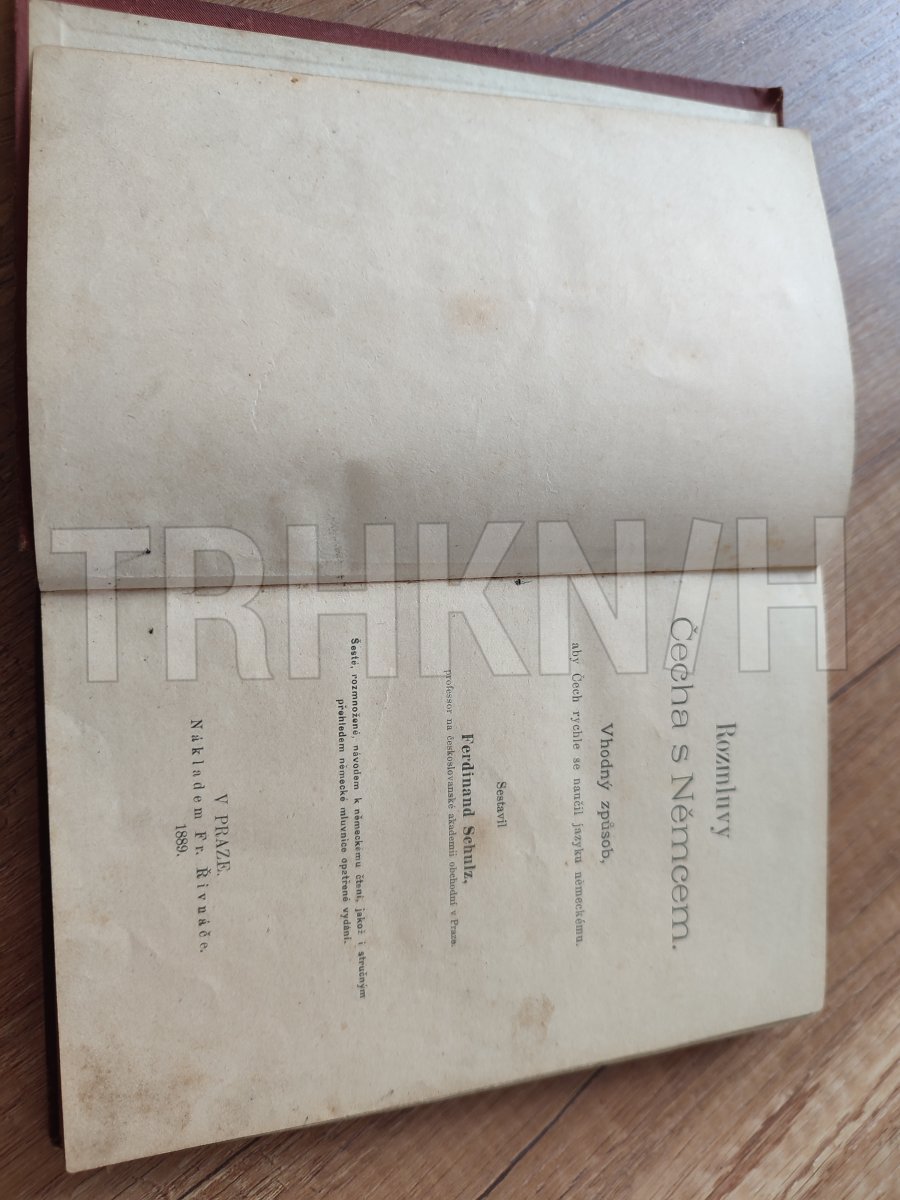 Rozmluvy
Čecha s Němcem.
Vhodný způsob,
aby Čech rychle se naučil jazyku německému.
Sestavil
Ferdinand Schulz,
professor na českoslovanské akademii obchodní v Praze.
Šesté, rozmnožené, návodem k německému čtení, jakož i stručným
přehledem německé mluvnice opatřené vydání.
V PRAZE.
Nákladem Fr. Řivnáče.
1889.
TRHKNIH